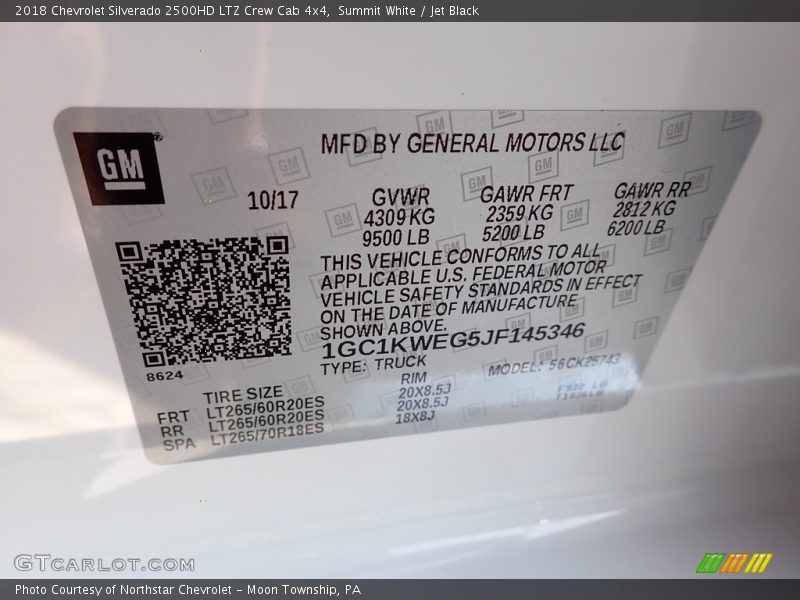 2018 Chevrolet Silverado 2500HD LTZ Crew Cab 4x4, Summit White / Jet Black
GM
MFD BY GENERAL MOTORS LLC
10/17
GVWR GAWR FRT GAWR RR
4309 KG 2359 KG 2812 KG
9500 LB 5200 LB 6200 LB
THIS VEHICLE CONFORMS TO ALL
APPLICABLE U.S. FEDERAL MOTOR
VEHICLE SAFETY STANDARDS IN EFFECT
ON THE DATE OF MANUFACTURE
SHOWN ABOVE.
1GC1KWEG5JF145346
TYPE: TRUCK MODEL: 56CK25743
8624
TIRE SIZE RIM
FRT LT265/60R20ES 20X8.5J
RR LT265/60R20ES 20X8.5J
SPA LT265/70R18ES 18X8J
GTcarlot.com
Photo Courtesy of Northstar Chevrolet - Moon Township, PA